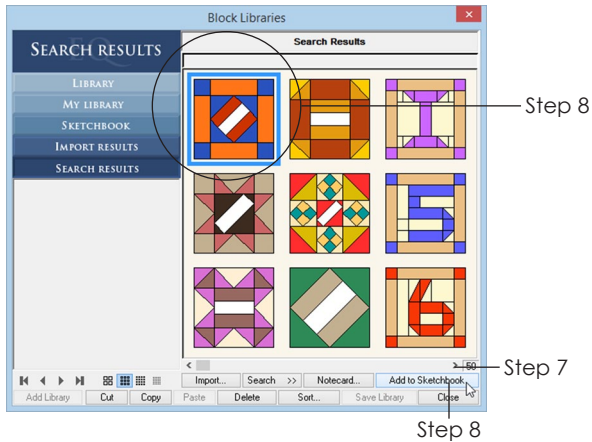 Block Libraries
×
SEARCH RESULTS
Search Results
LIBRARY
MY LIBRARY
SKETCHBOOK
IMPORT RESULTS
SEARCH RESULTS
Step 8
50
Step 7
Import... Search >> Notecard... Add to Sketchbook
Add Library Cut Copy Paste Delete Sort... Save Library Close
Step 8